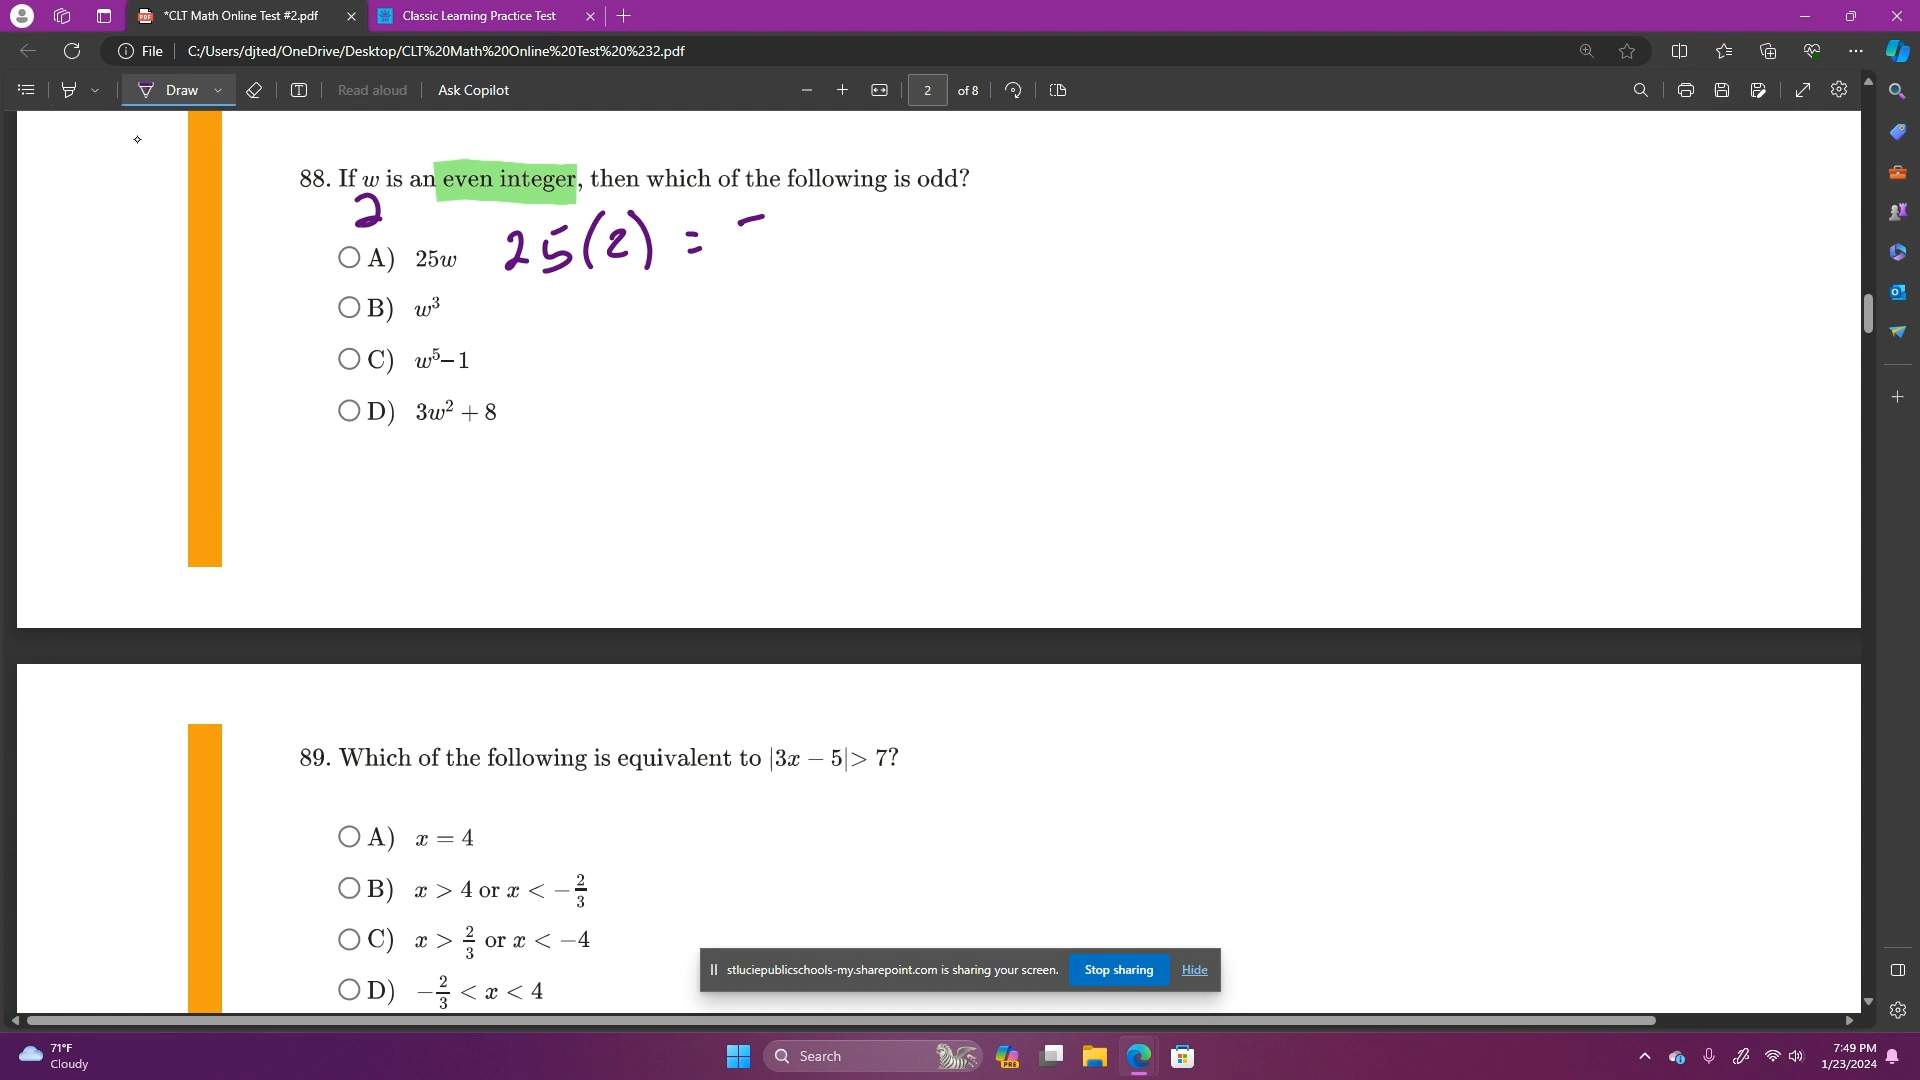 *CLT Math Online Test #2.pdf
Classic Learning Practice Test
File
C:/Users/djted/OneDrive/Desktop/CLT%20Math%20Online%20Test%20%232.pdf
Draw
Read aloud
Ask Copilot
2
of 8
88. If w is an even integer, then which of the following is odd?
2
A) 25w
25(2) =
B) w³
C) w⁵–1
D) 3w² + 8
89. Which of the following is equivalent to |3x − 5|> 7?
A) x = 4
B) x > 4 or x < −2/3
C) x > 2/3 or x < −4
D) −2/3 < x < 4
stluciepublicschools-my.sharepoint.com is sharing your screen.
Stop sharing
Hide
71°F
Cloudy
Search
PRE
7:49 PM
1/23/2024